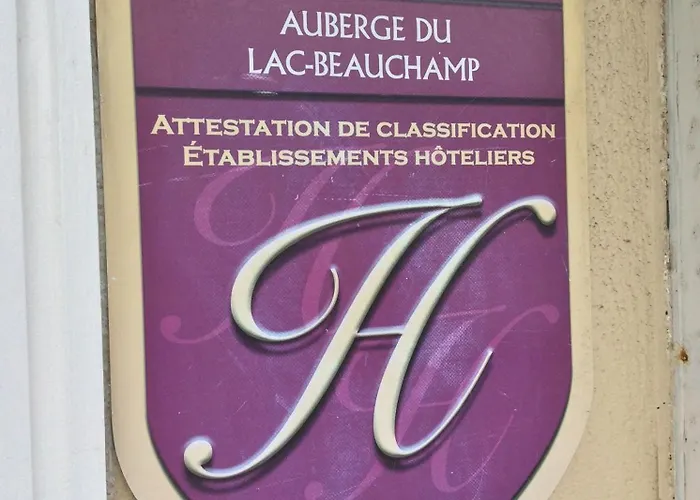 AUBERGE DU
LAC-BEAUCHAMP
ATTESTATION DE CLASSIFICATION
ÉTABLISSEMENTS HÔTELIERS
H